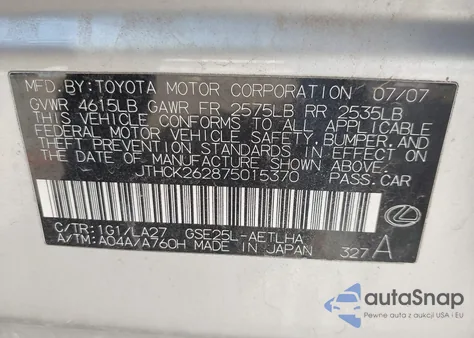 MFD. BY: TOYOTA MOTOR CORPORATION 07/07
GVWR 4615LB GAWR FR 2575LB RR 2535LB
THIS VEHICLE CONFORMS TO ALL APPLICABLE
FEDERAL MOTOR VEHICLE SAFETY, BUMPER, AND
THEFT PREVENTION STANDARDS IN EFFECT ON
THE DATE OF MANUFACTURE SHOWN ABOVE.
JTHCK262875015370 PASS.CAR
C/TR: 1G1/LA27 GSE25L-AETLHA
A/TM: A04A/A760H MADE IN JAPAN 327 A
autoSnap
Pewne auta z aukcji USA i EU